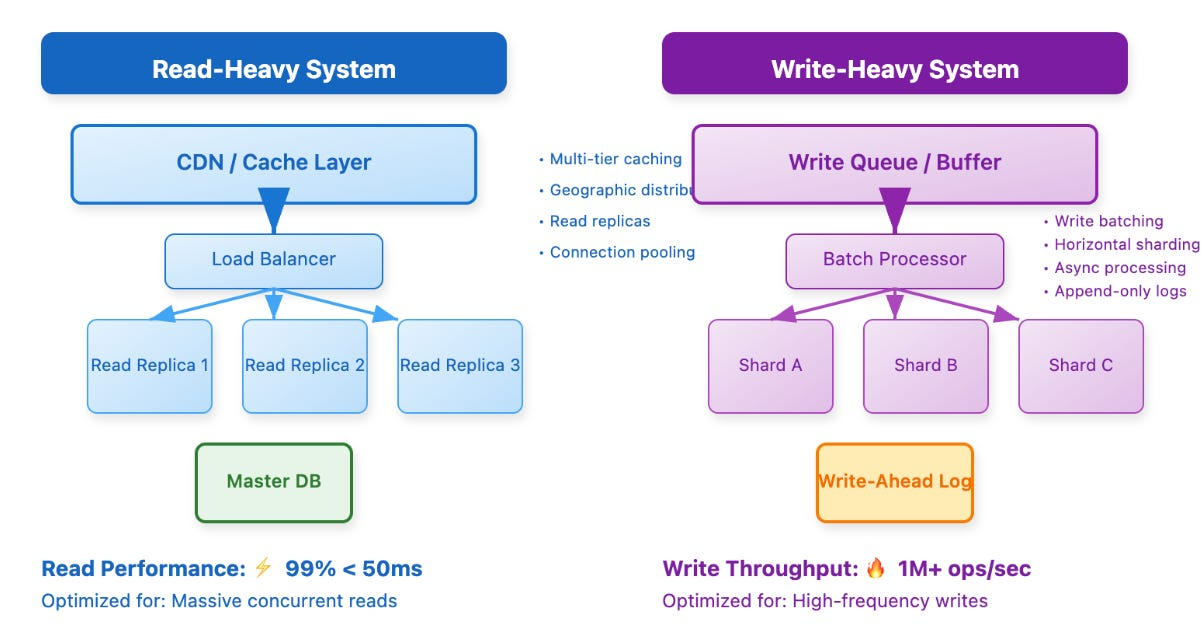 Read-Heavy System
CDN / Cache Layer
Load Balancer
Read Replica 1
Read Replica 2
Read Replica 3
Master DB
• Multi-tier caching
• Geographic distribu
• Read replicas
• Connection pooling
Read Performance: ⚡ 99% < 50ms
Optimized for: Massive concurrent reads
Write-Heavy System
Write Queue / Buffer
Batch Processor
Shard A
Shard B
Shard C
Write-Ahead Log
• Write batching
• Horizontal sharding
• Async processing
• Append-only logs
Write Throughput: 🔥 1M+ ops/sec
Optimized for: High-frequency writes